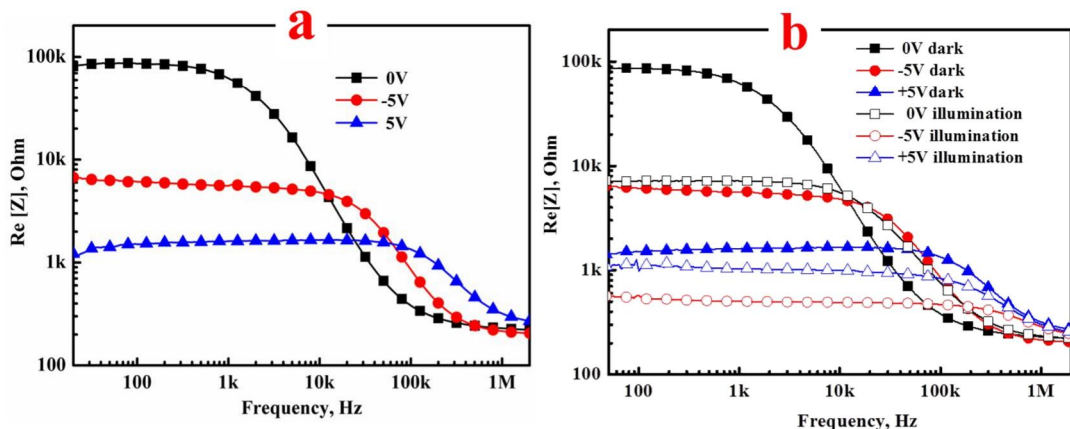 a
100k
10k
1k
100
Re [Z], Ohm
0V
-5V
5V
100 1k 10k 100k 1M
Frequency, Hz
b
100k
10k
1k
100
Re[Z], Ohm
0V dark
-5V dark
+5V dark
0V illumination
-5V illumination
+5V illumination
100 1k 10k 100k 1M
Frequency, Hz